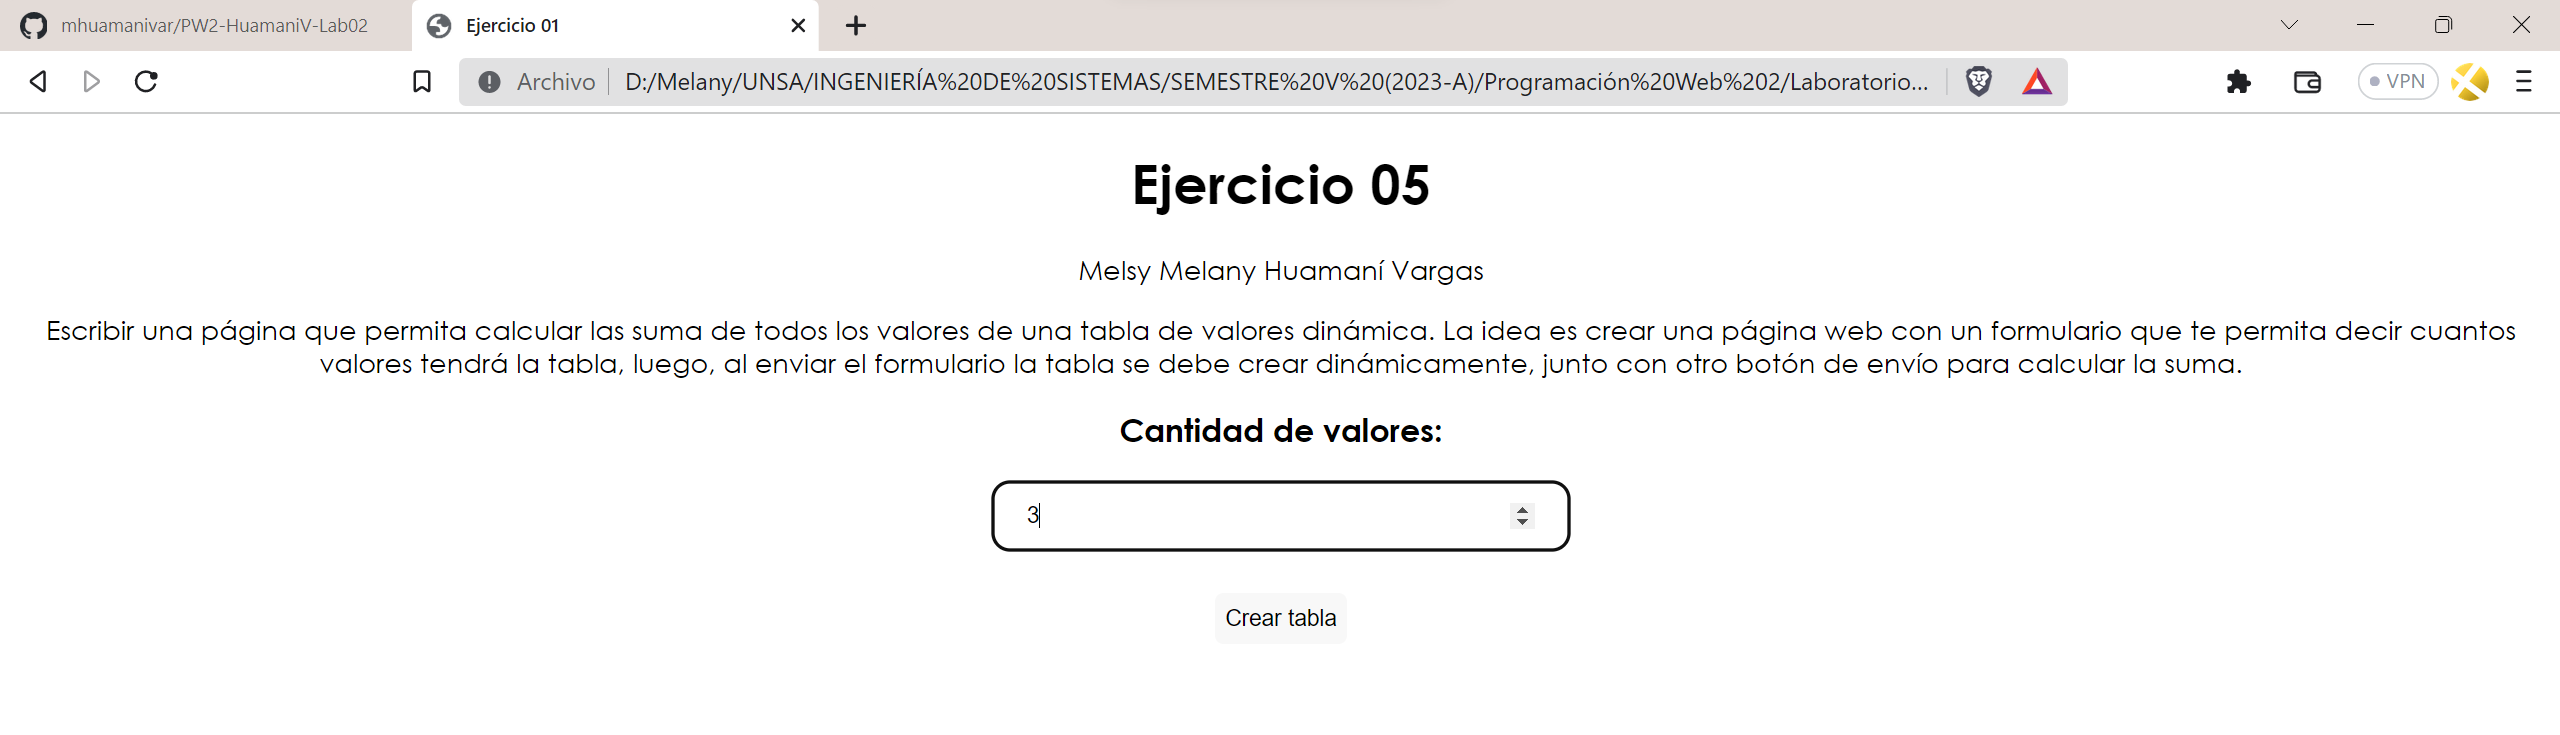 mhuamanivar/PW2-HuamaniV-Lab02
Ejercicio 01
Archivo
D:/Melany/UNSA/INGENIERÍA%20DE%20SISTEMAS/SEMESTRE%20V%20(2023-A)/Programación%20Web%202/Laboratorio...
VPN
Ejercicio 05
Melsy Melany Huamaní Vargas
Escribir una página que permita calcular las suma de todos los valores de una tabla de valores dinámica. La idea es crear una página web con un formulario que te permita decir cuantos
valores tendrá la tabla, luego, al enviar el formulario la tabla se debe crear dinámicamente, junto con otro botón de envío para calcular la suma.
Cantidad de valores:
3
Crear tabla